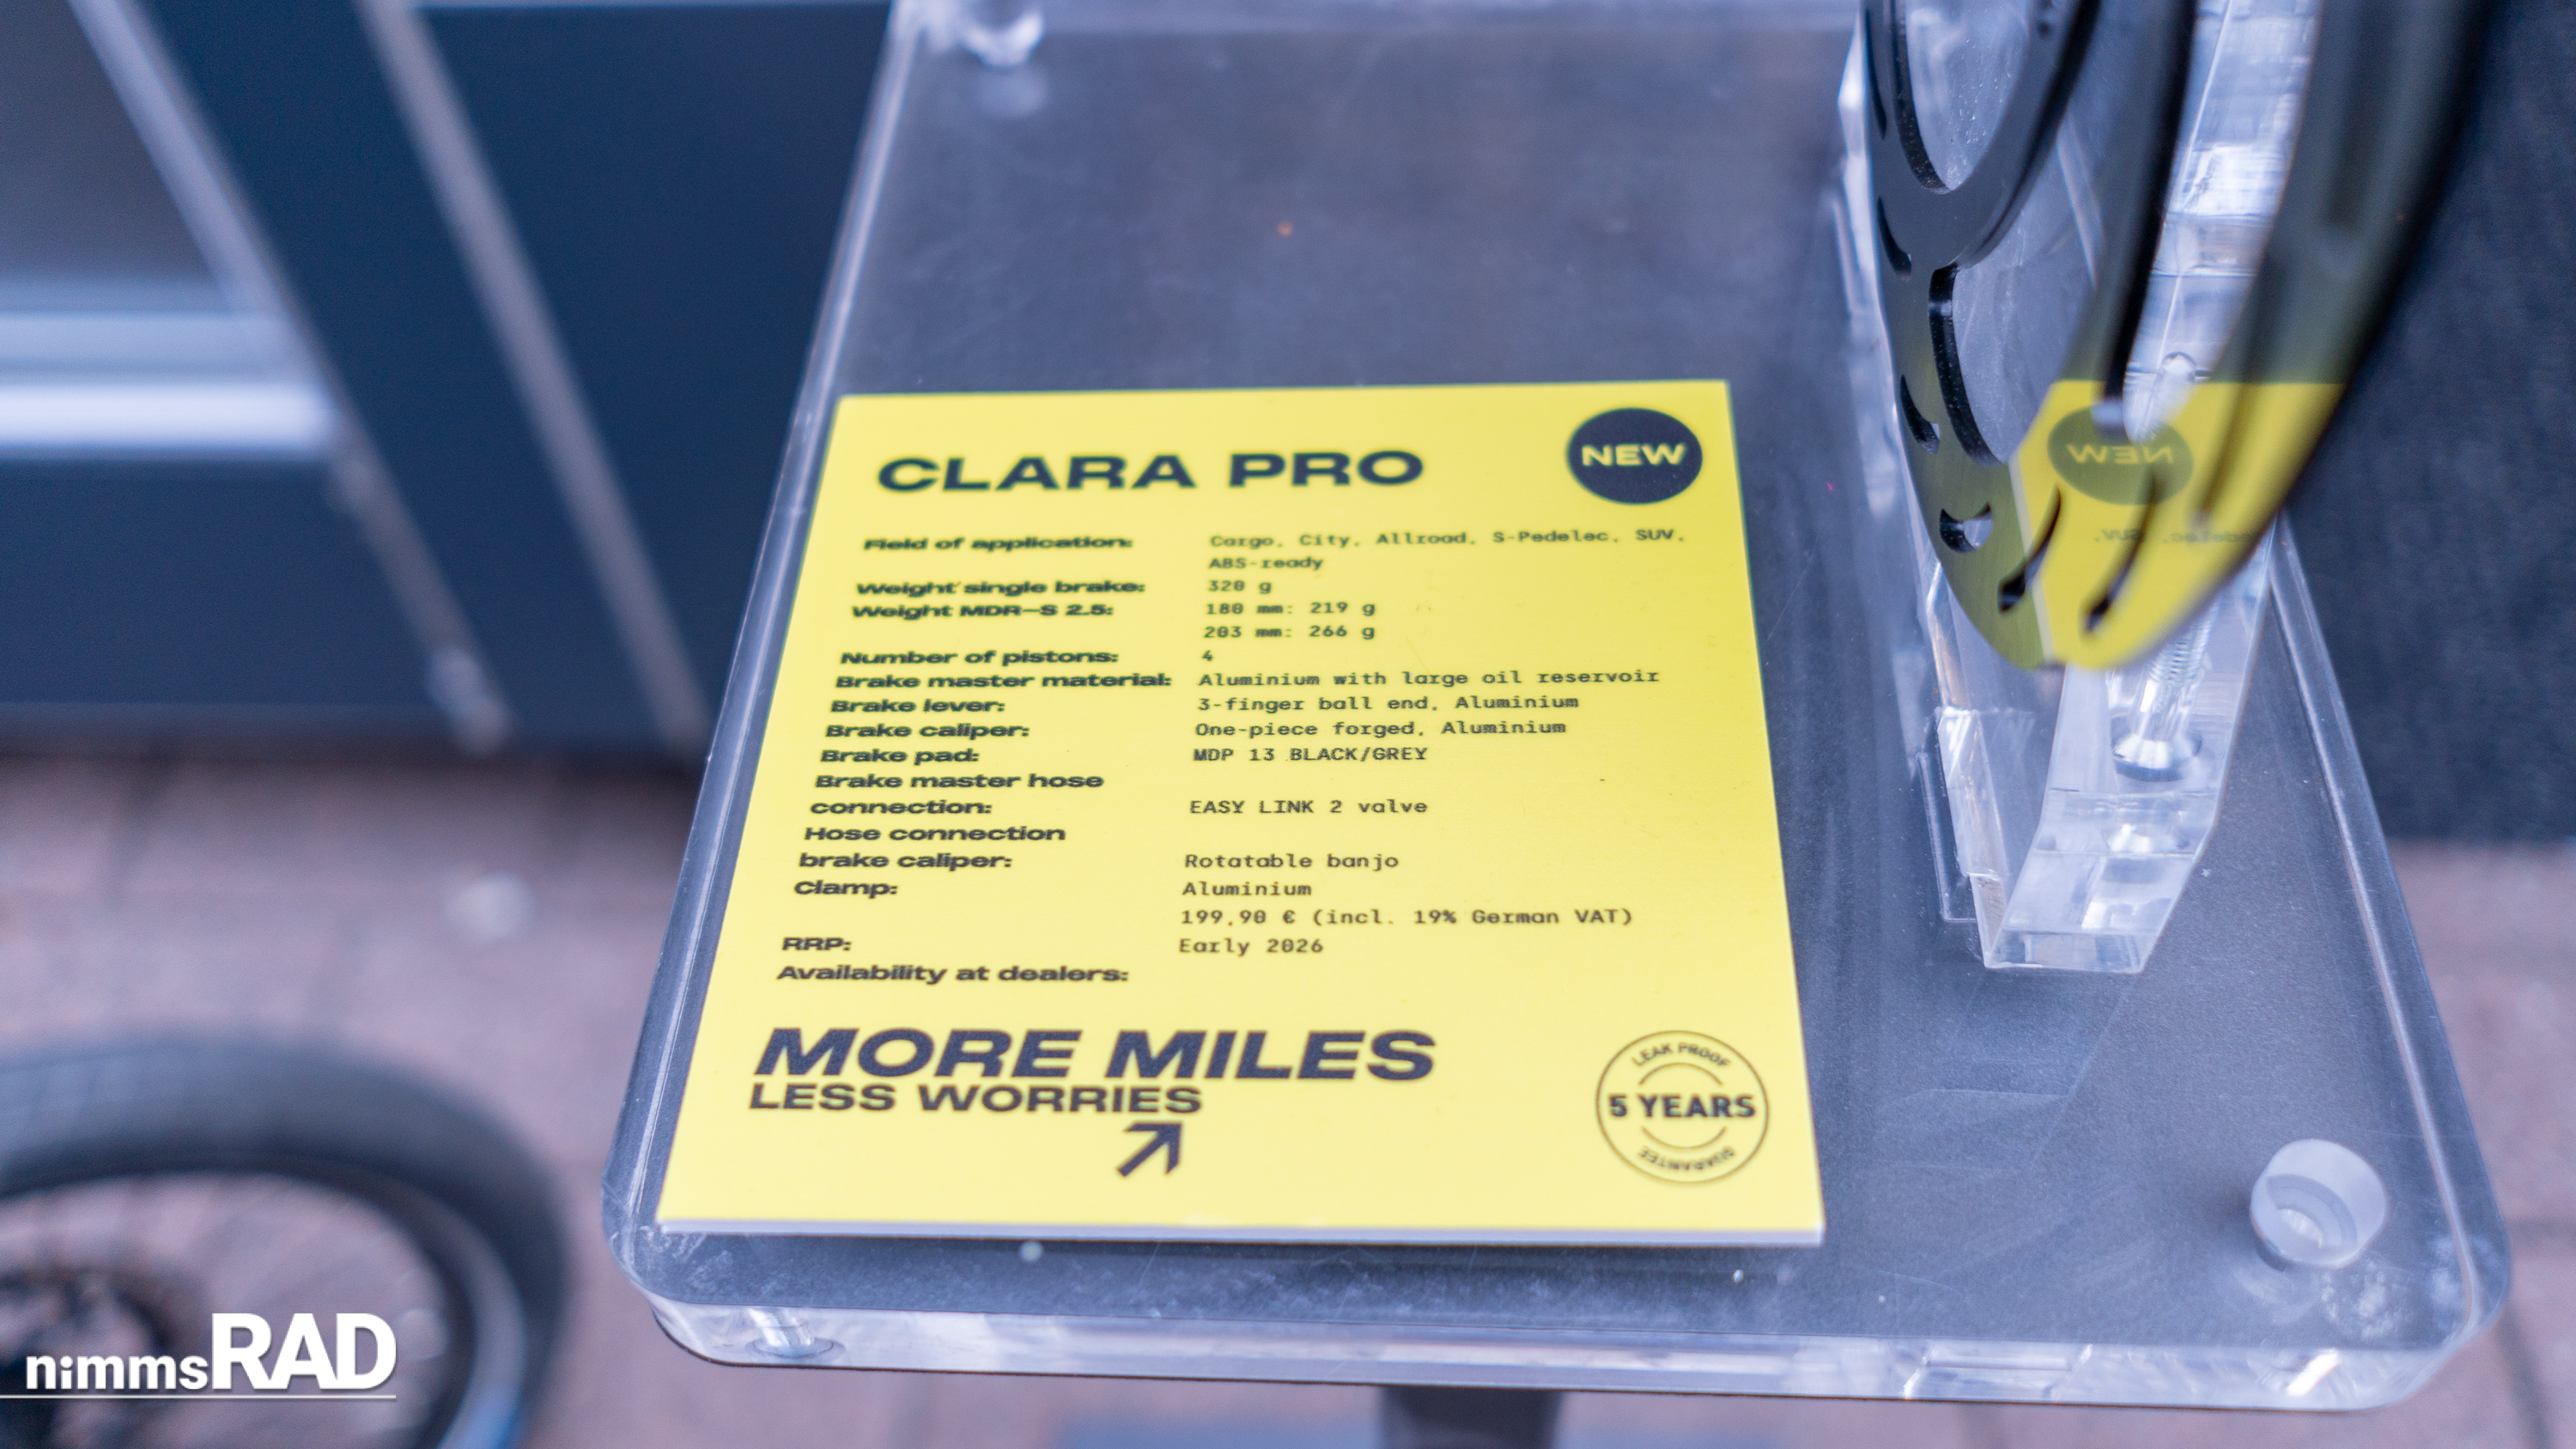 CLARA PRO
NEW
Field of application: Cargo, City, Allroad, S-Pedelec, SUV,
ABS-ready
Weight single brake: 320 g
Weight MDR-S 2.5: 180 mm: 219 g
203 mm: 266 g
Number of pistons: 4
Brake master material: Aluminium with large oil reservoir
Brake lever: 3-finger ball end, Aluminium
Brake caliper: One-piece forged, Aluminium
Brake pad: MDP 13 BLACK/GREY
Brake master hose
connection: EASY LINK 2 valve
Hose connection
brake caliper: Rotatable banjo
Clamp: Aluminium
199,90 € (incl. 19% German VAT)
RRP: Early 2026
Availability at dealers:
MORE MILES
LESS WORRIES
LEAK PROOF
5 YEARS
GUARANTEE
NEW
nimmsRAD